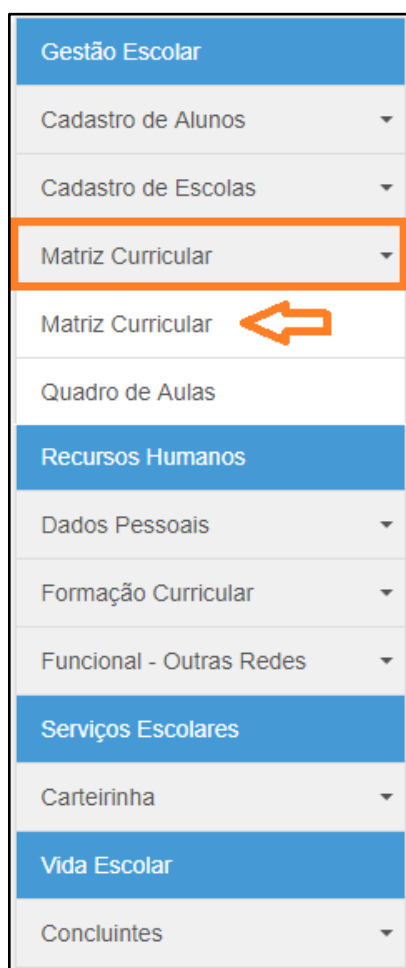 Gestão Escolar
Cadastro de Alunos
Cadastro de Escolas
Matriz Curricular
Matriz Curricular
Quadro de Aulas
Recursos Humanos
Dados Pessoais
Formação Curricular
Funcional - Outras Redes
Serviços Escolares
Carteirinha
Vida Escolar
Concluintes